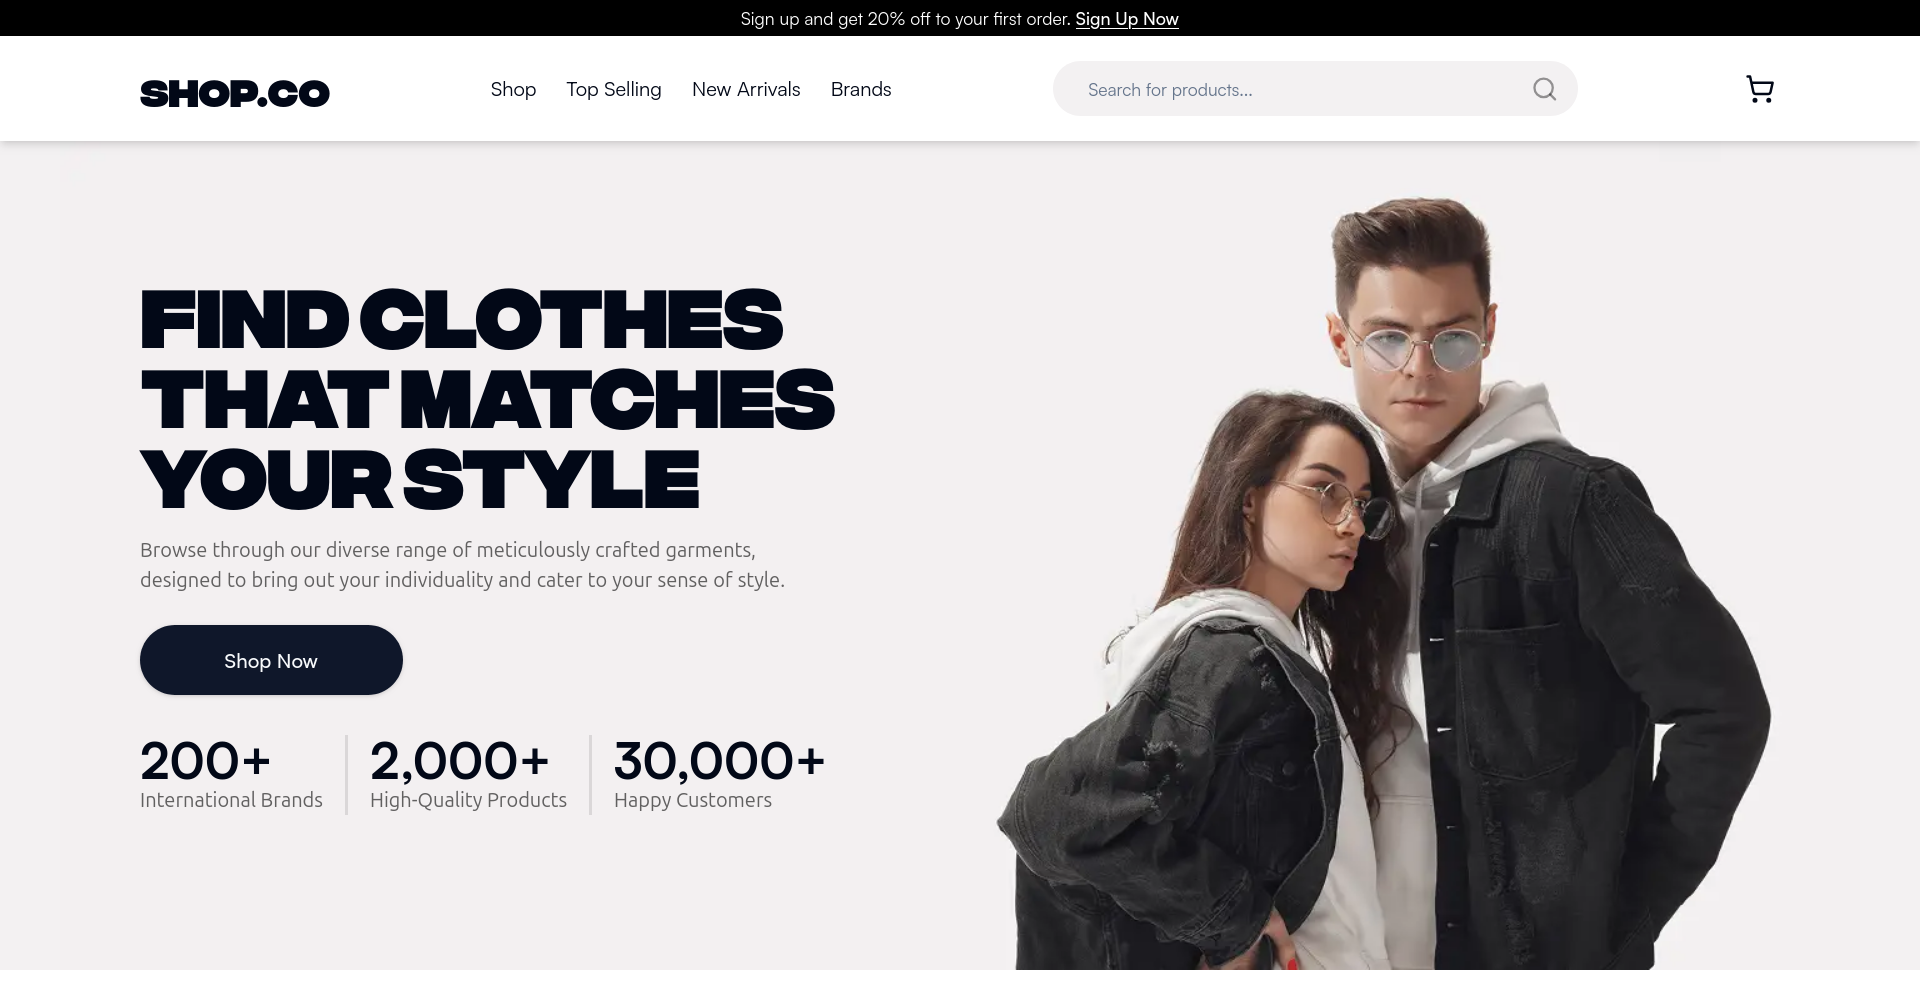 Sign up and get 20% off to your first order. Sign Up Now
SHOP.CO
Shop
Top Selling
New Arrivals
Brands
Search for products...
FIND CLOTHES
THAT MATCHES
YOUR STYLE
Browse through our diverse range of meticulously crafted garments,
designed to bring out your individuality and cater to your sense of style.
Shop Now
200+
International Brands
2,000+
High-Quality Products
30,000+
Happy Customers